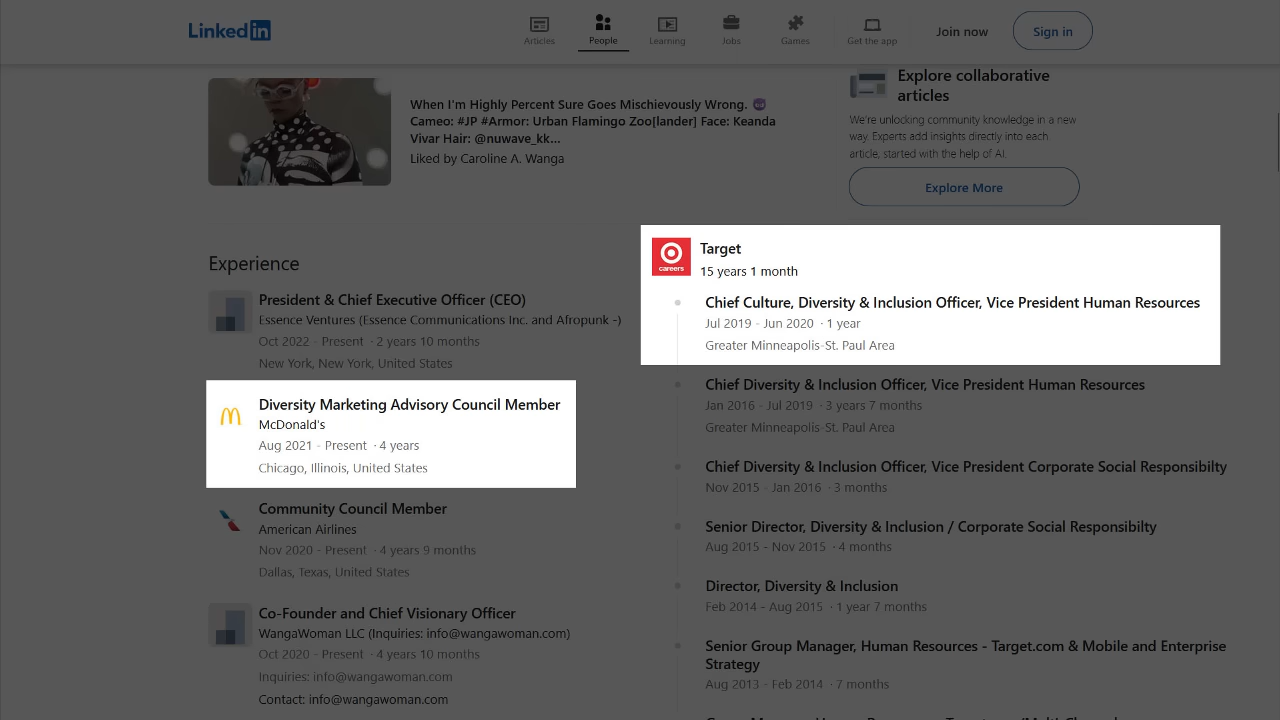 LinkedIn
Articles
People
Learning
Jobs
Games
Get the app
Join now
Sign in
When I'm Highly Percent Sure Goes Mischievously Wrong. 😈
Cameo: #JP #Armor: Urban Flamingo Zoo[lander] Face: Keanda
Vivar Hair: @nuwave_kk...
Liked by Caroline A. Wanga
Explore collaborative
articles
We're unlocking community knowledge in a new
way. Experts add insights directly into each
article, started with the help of AI.
Explore More
Experience
President & Chief Executive Officer (CEO)
Essence Ventures (Essence Communications Inc. and Afropunk -)
Oct 2022 - Present · 2 years 10 months
New York, New York, United States
Diversity Marketing Advisory Council Member
McDonald's
Aug 2021 - Present · 4 years
Chicago, Illinois, United States
Community Council Member
American Airlines
Nov 2020 - Present · 4 years 9 months
Dallas, Texas, United States
Co-Founder and Chief Visionary Officer
WangaWoman LLC (Inquiries: info@wangawoman.com)
Oct 2020 - Present · 4 years 10 months
Inquiries: info@wangawoman.com
Contact: info@wangawoman.com
careers
Target
15 years 1 month
Chief Culture, Diversity & Inclusion Officer, Vice President Human Resources
Jul 2019 - Jun 2020 · 1 year
Greater Minneapolis-St. Paul Area
Chief Diversity & Inclusion Officer, Vice President Human Resources
Jan 2016 - Jul 2019 · 3 years 7 months
Greater Minneapolis-St. Paul Area
Chief Diversity & Inclusion Officer, Vice President Corporate Social Responsibilty
Nov 2015 - Jan 2016 · 3 months
Senior Director, Diversity & Inclusion / Corporate Social Responsibilty
Aug 2015 - Nov 2015 · 4 months
Director, Diversity & Inclusion
Feb 2014 - Aug 2015 · 1 year 7 months
Senior Group Manager, Human Resources - Target.com & Mobile and Enterprise
Strategy
Aug 2013 - Feb 2014 · 7 months